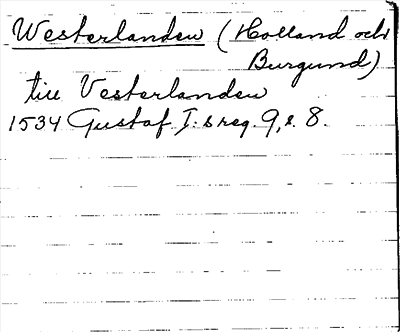 Westerlanden (Holland och
Burgund)
till Vesterlanden
1534 Gustaf I:s reg. 9, s. 8.